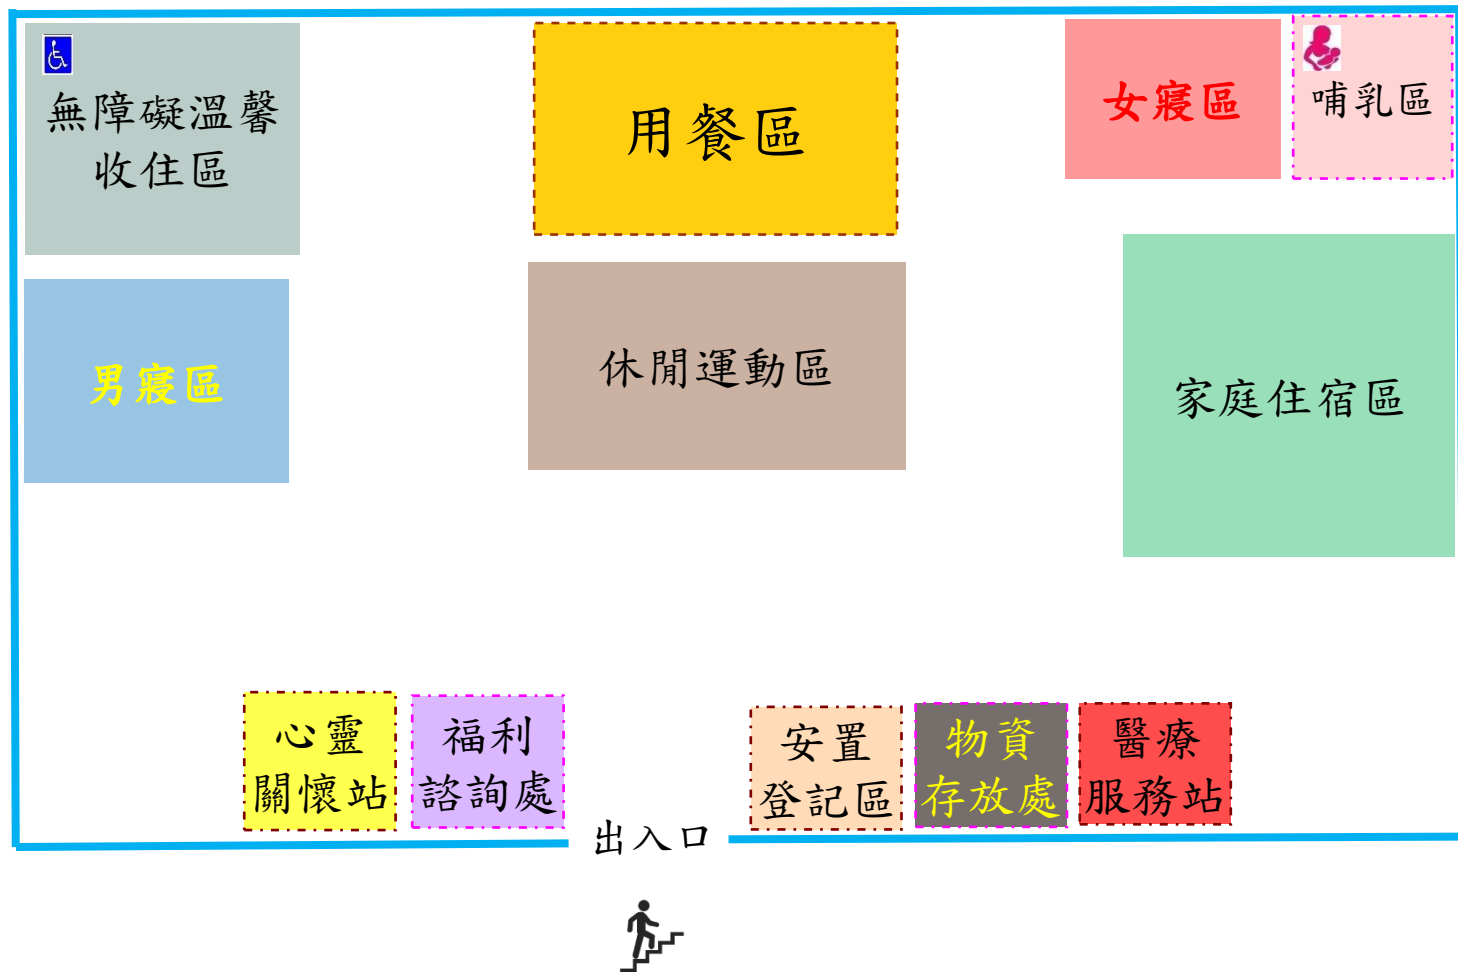 無障礙溫馨
收住區
用餐區
女寢區
哺乳區
男寢區
休閒運動區
家庭住宿區
心靈
關懷站
福利
諮詢處
安置
登記區
物資
存放處
醫療
服務站
出入口